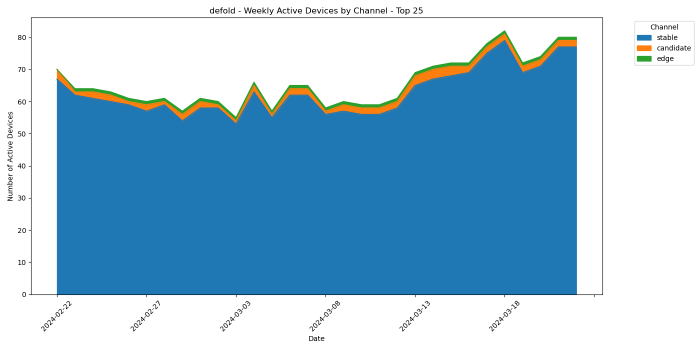 defold - Weekly Active Devices by Channel - Top 25
Channel
stable
candidate
edge
Number of Active Devices
80
70
60
50
40
30
20
10
0
2024-02-22
2024-02-27
2024-03-03
2024-03-08
2024-03-13
2024-03-18
Date